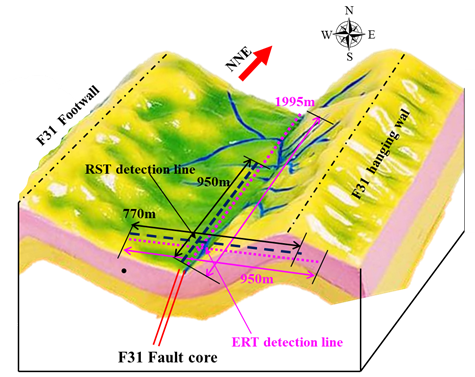 N
W E
S
NNE
1995m
F31 Footwall
F31 hanging wal
RST detection line
950m
770m
950m
ERT detection line
F31 Fault core